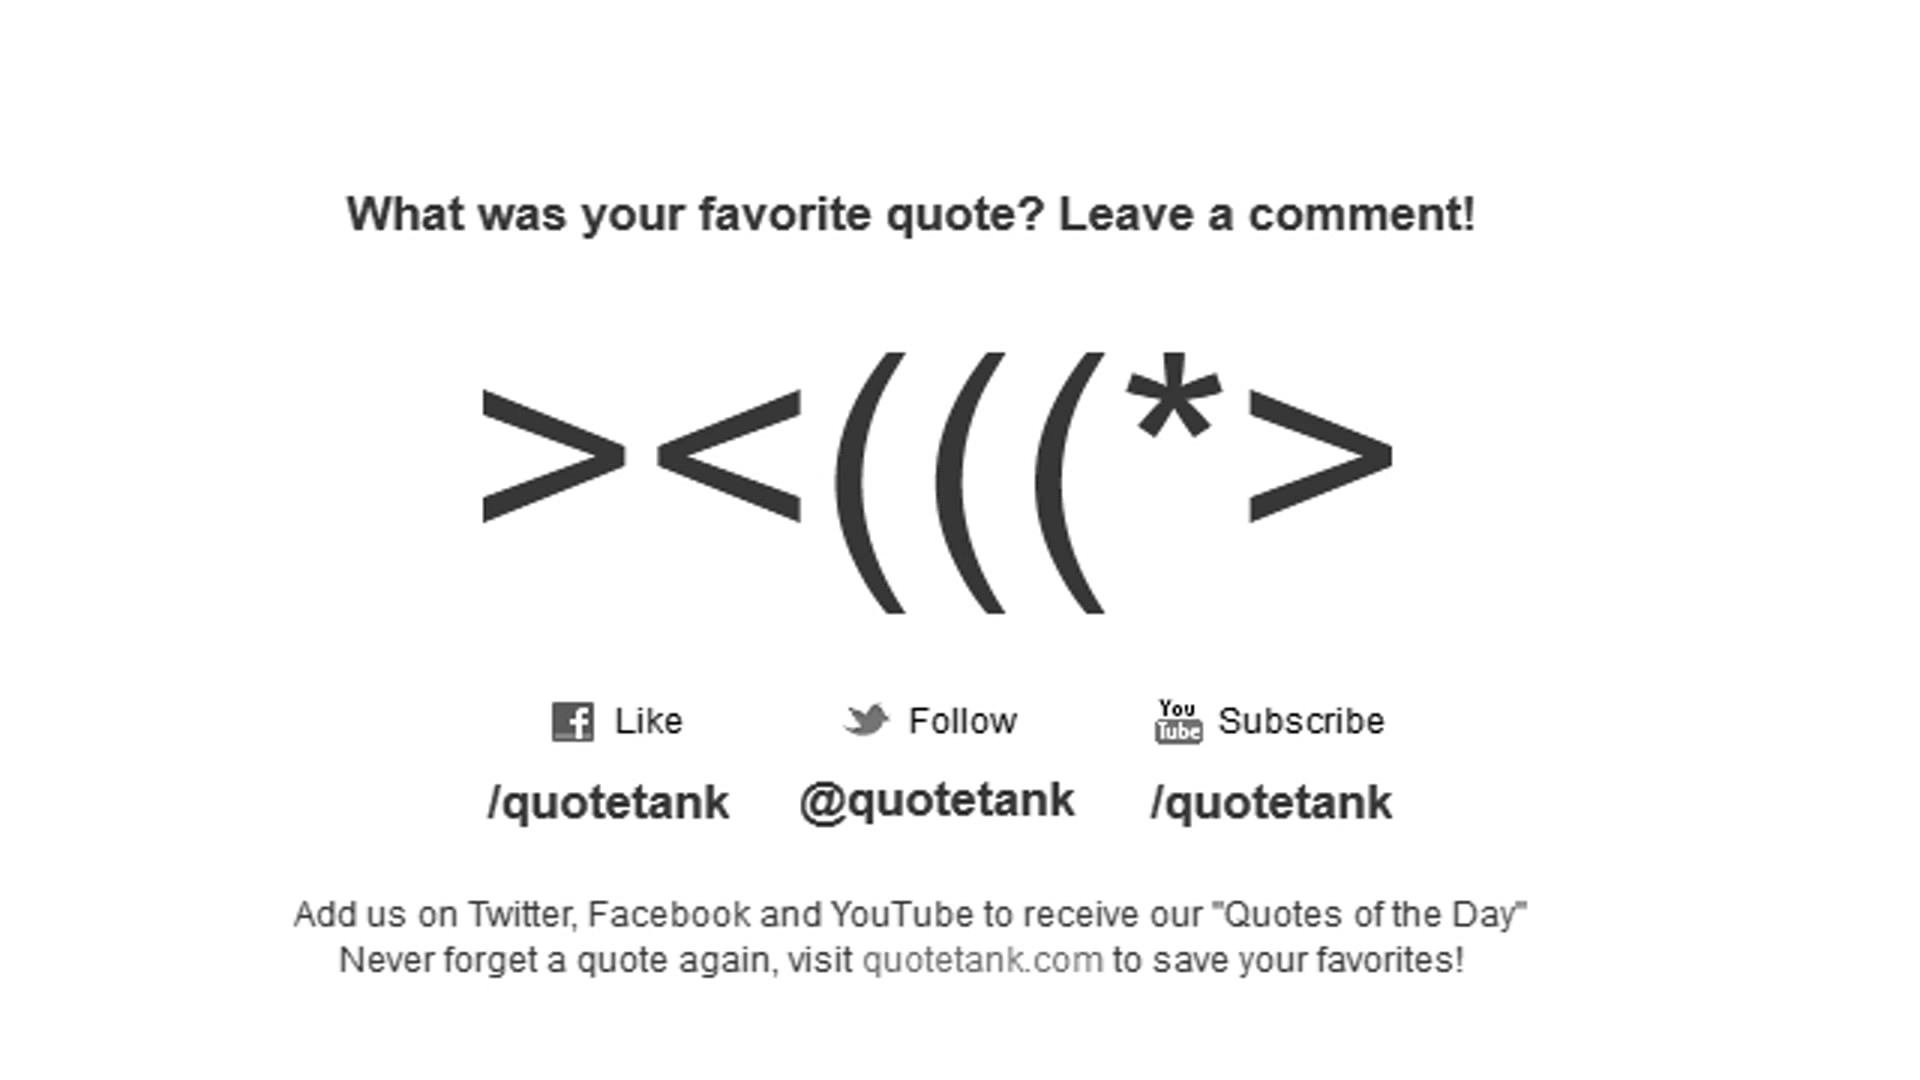 What was your favorite quote? Leave a comment!
><(((*>
f Like Follow You Tube Subscribe
/quotetank @quotetank /quotetank
Add us on Twitter, Facebook and YouTube to receive our "Quotes of the Day"
Never forget a quote again, visit quotetank.com to save your favorites!